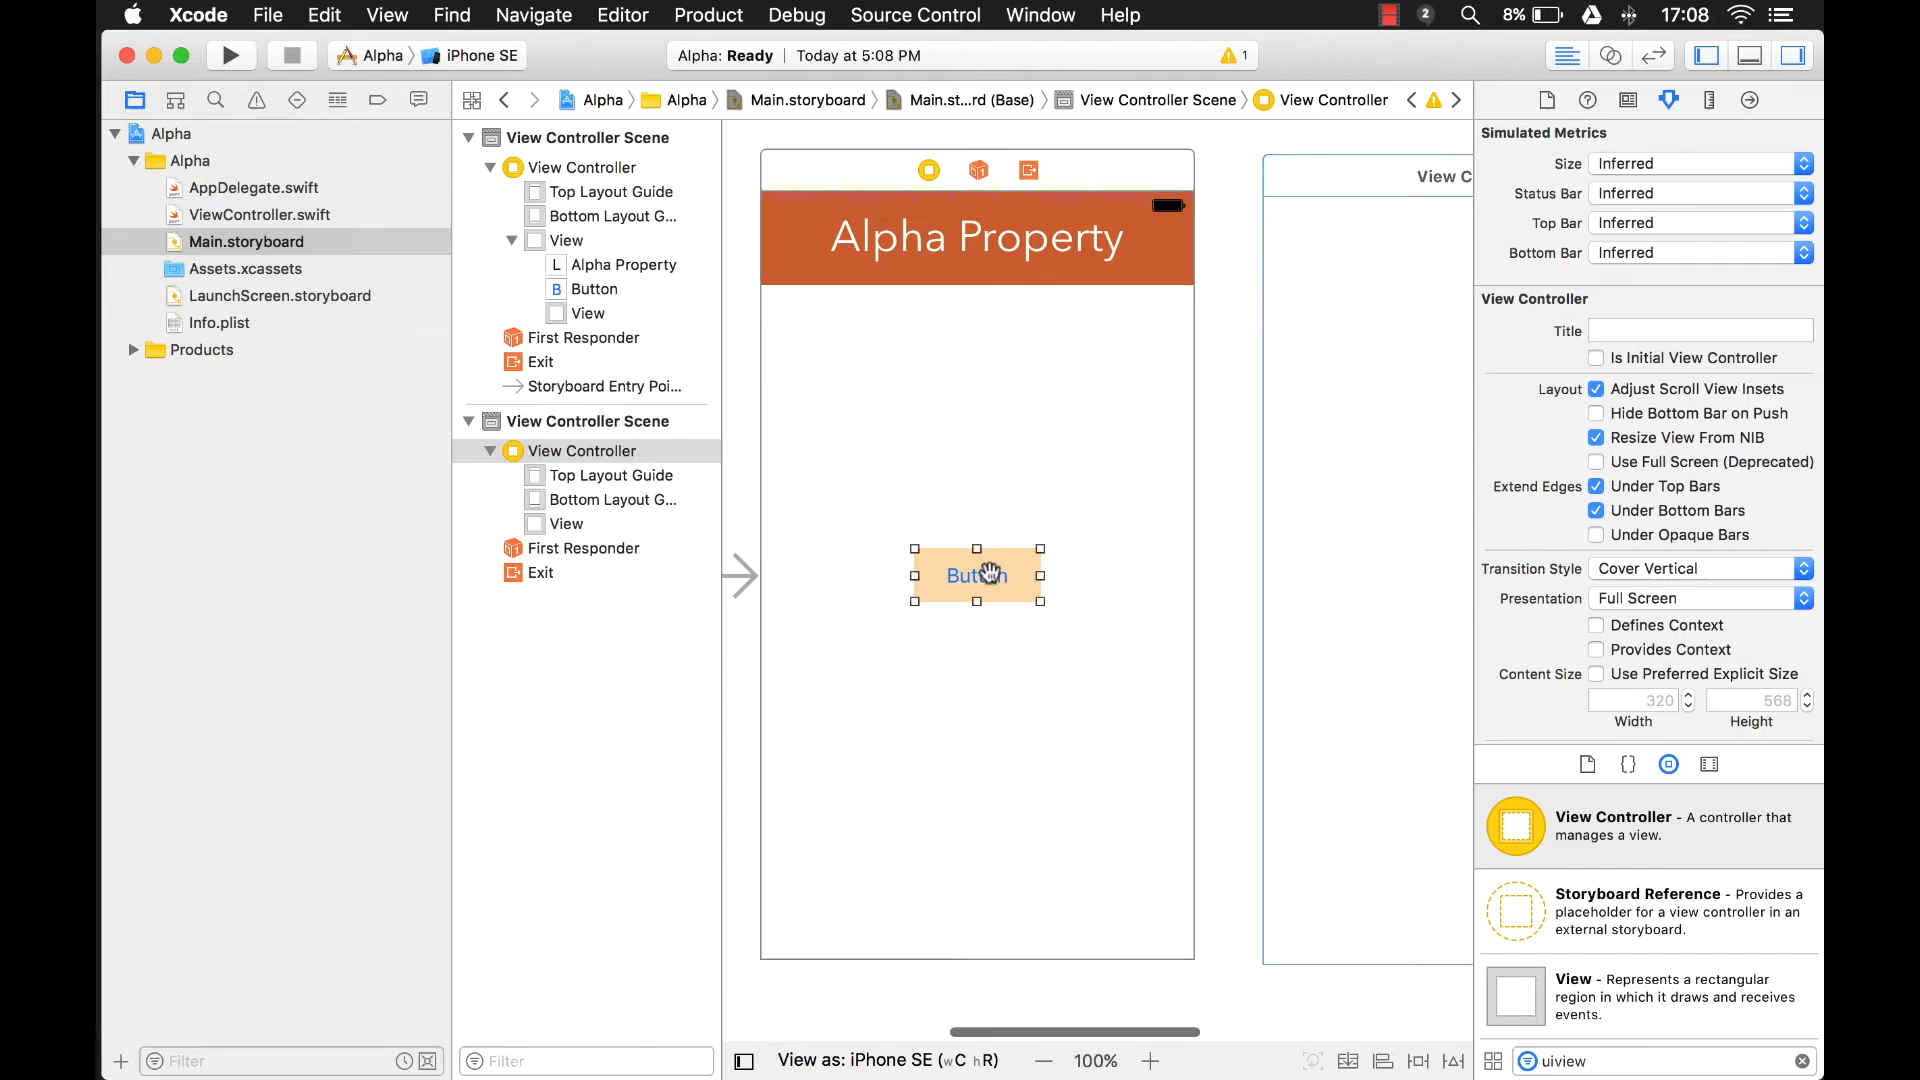 Xcode File Edit View Find Navigate Editor Product Debug Source Control Window Help 2 8% 17:08
Alpha iPhone SE Alpha: Ready Today at 5:08 PM 1
Alpha Alpha Main.storyboard Main.st...rd (Base) View Controller Scene View Controller
Alpha
Alpha
AppDelegate.swift
ViewController.swift
Main.storyboard
Assets.xcassets
LaunchScreen.storyboard
Info.plist
Products
Filter
View Controller Scene
View Controller
Top Layout Guide
Bottom Layout G...
View
L Alpha Property
B Button
View
First Responder
Exit
Storyboard Entry Poi...
View Controller Scene
View Controller
Top Layout Guide
Bottom Layout G...
View
First Responder
Exit
Filter
Alpha Property
Button
View C
View as: iPhone SE (wC hR) 100%
Simulated Metrics
Size Inferred
Status Bar Inferred
Top Bar Inferred
Bottom Bar Inferred
View Controller
Title
Is Initial View Controller
Layout Adjust Scroll View Insets
Hide Bottom Bar on Push
Resize View From NIB
Use Full Screen (Deprecated)
Extend Edges Under Top Bars
Under Bottom Bars
Under Opaque Bars
Transition Style Cover Vertical
Presentation Full Screen
Defines Context
Provides Context
Content Size Use Preferred Explicit Size
320 568
Width Height
View Controller - A controller that
manages a view.
Storyboard Reference - Provides a
placeholder for a view controller in an
external storyboard.
View - Represents a rectangular
region in which it draws and receives
events.
uiview